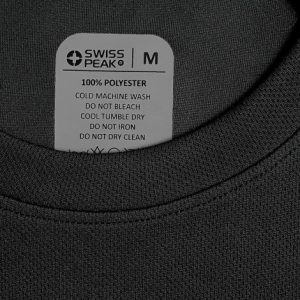 SWISS
PEAK® | M
100% POLYESTER
COLD MACHINE WASH
DO NOT BLEACH
COOL TUMBLE DRY
DO NOT IRON
DO NOT DRY CLEAN